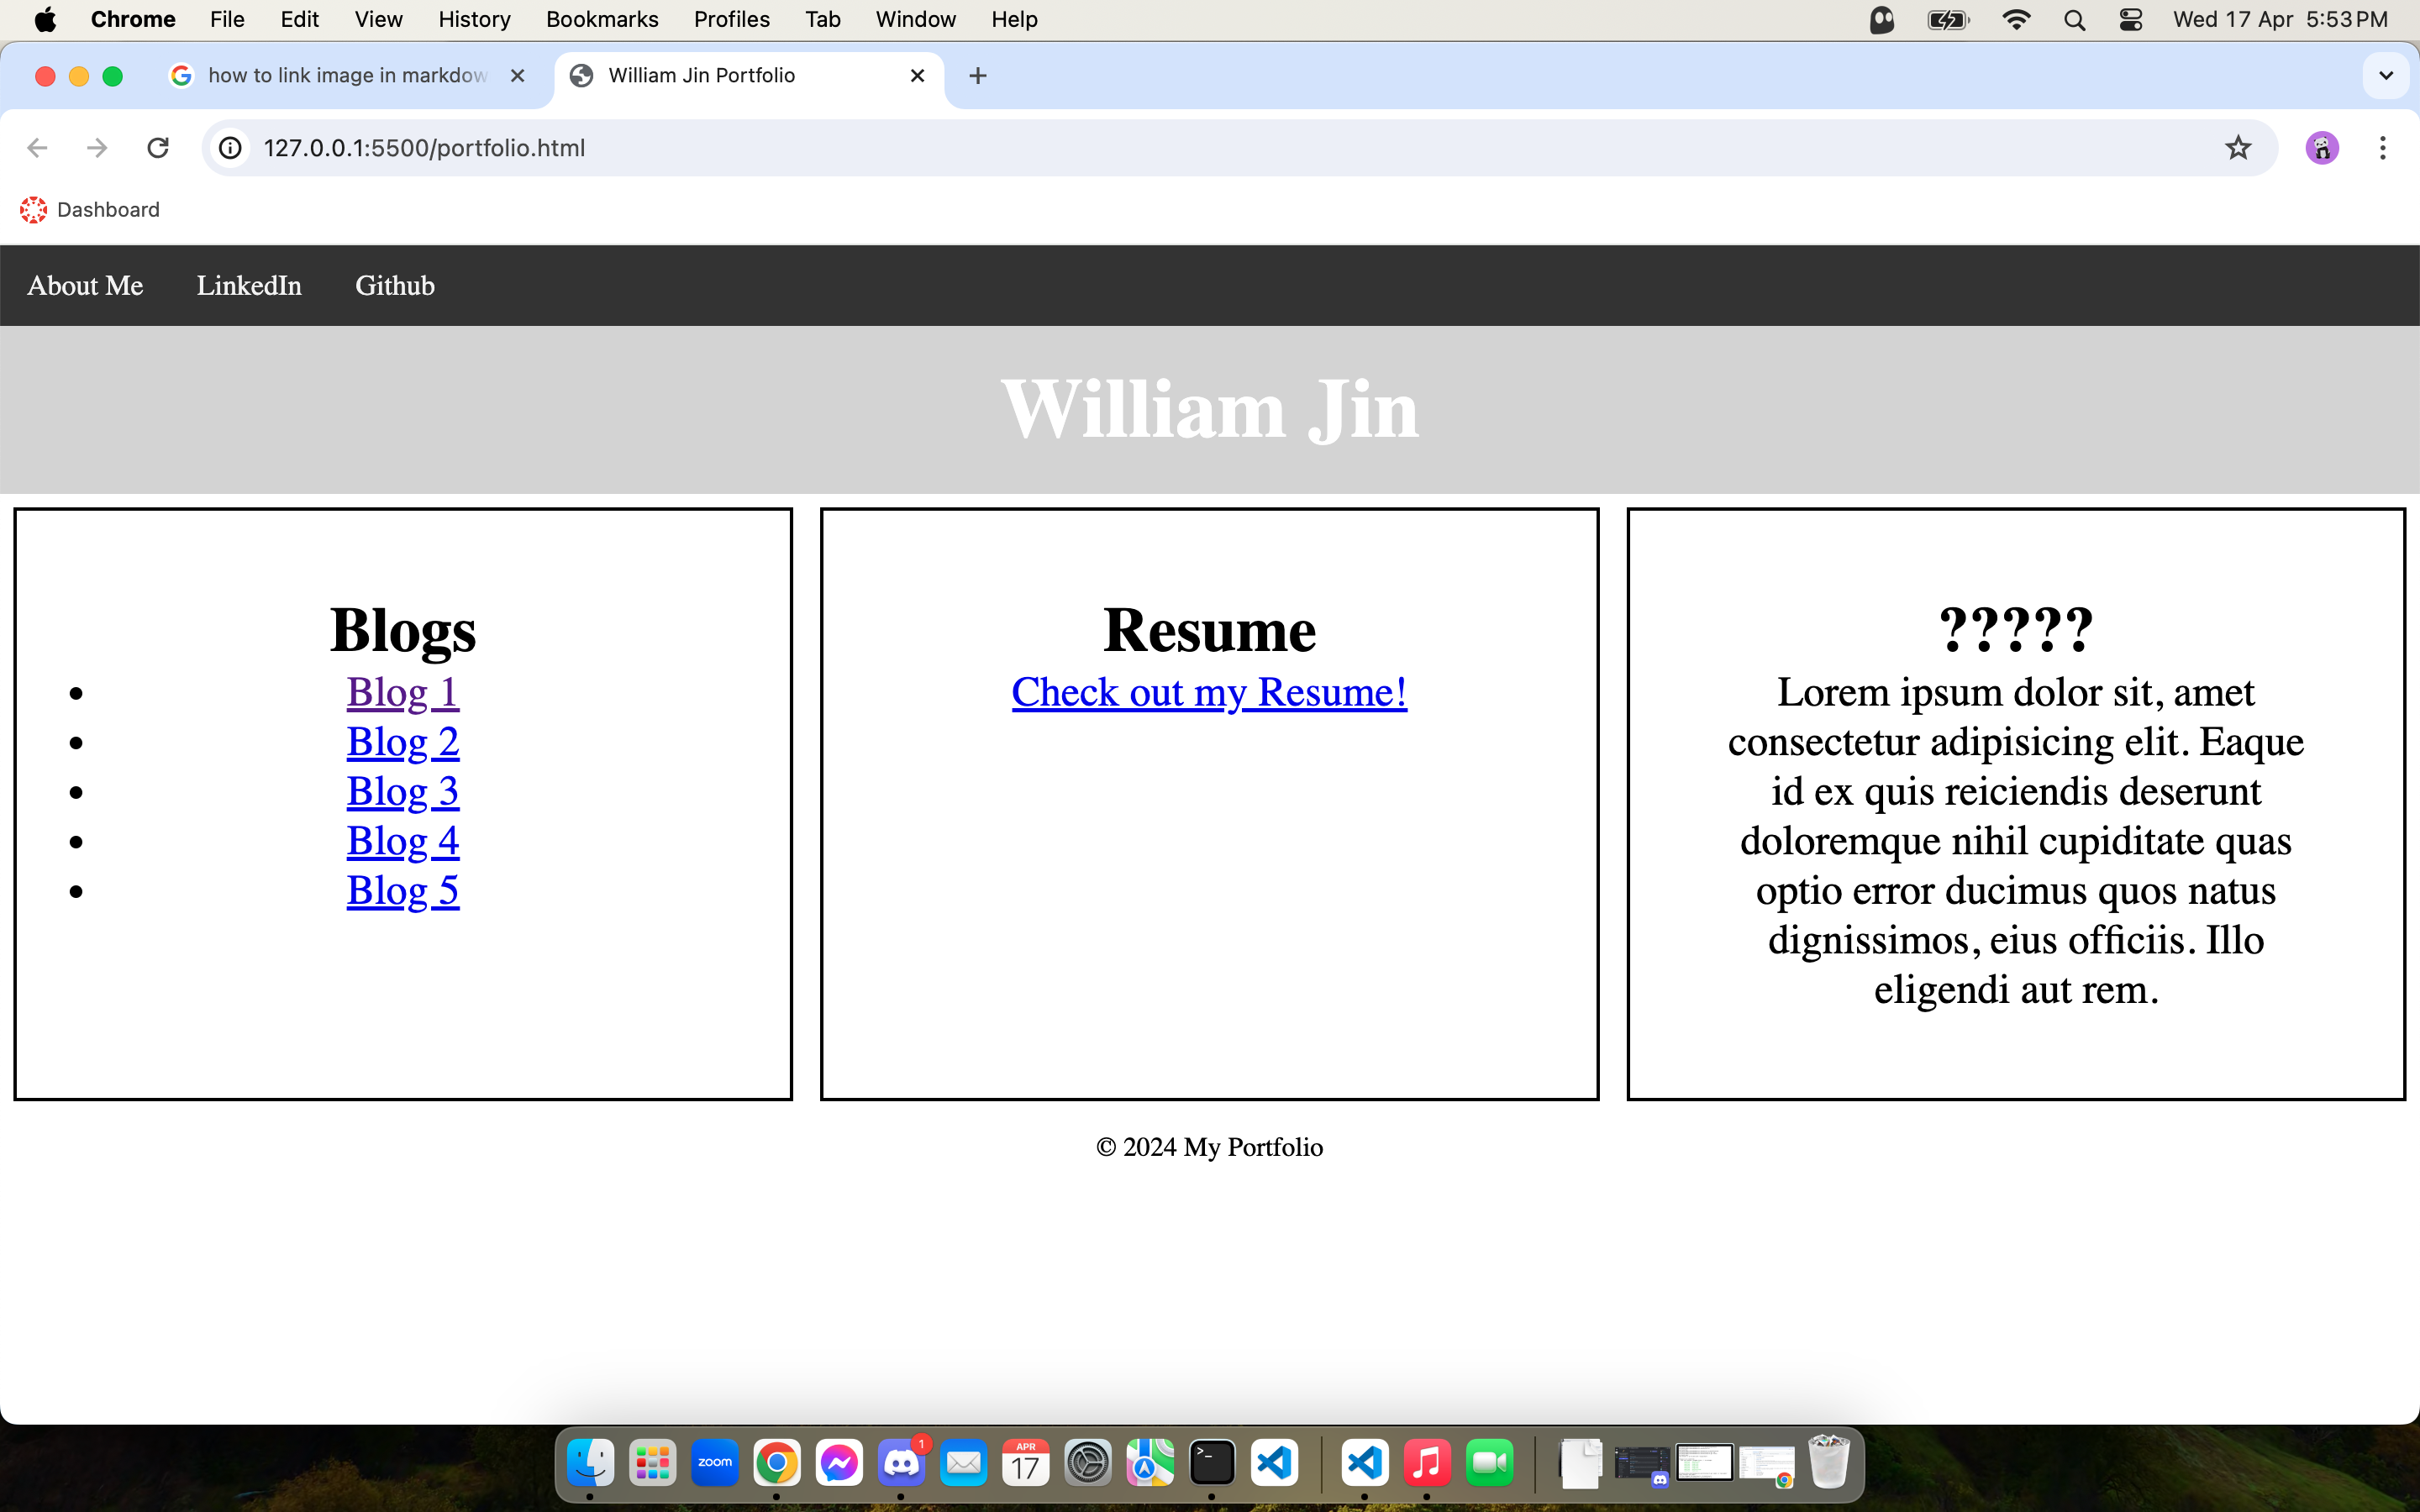 Chrome File Edit View History Bookmarks Profiles Tab Window Help Wed 17 Apr 5:53 PM
how to link image in markdow William Jin Portfolio
127.0.0.1:5500/portfolio.html
Dashboard
About Me LinkedIn Github
William Jin
Blogs
Blog 1
Blog 2
Blog 3
Blog 4
Blog 5
Resume
Check out my Resume!
?????
Lorem ipsum dolor sit, amet
consectetur adipisicing elit. Eaque
id ex quis reiciendis deserunt
doloremque nihil cupiditate quas
optio error ducimus quos natus
dignissimos, eius officiis. Illo
eligendi aut rem.
© 2024 My Portfolio
zoom
1
APR
17